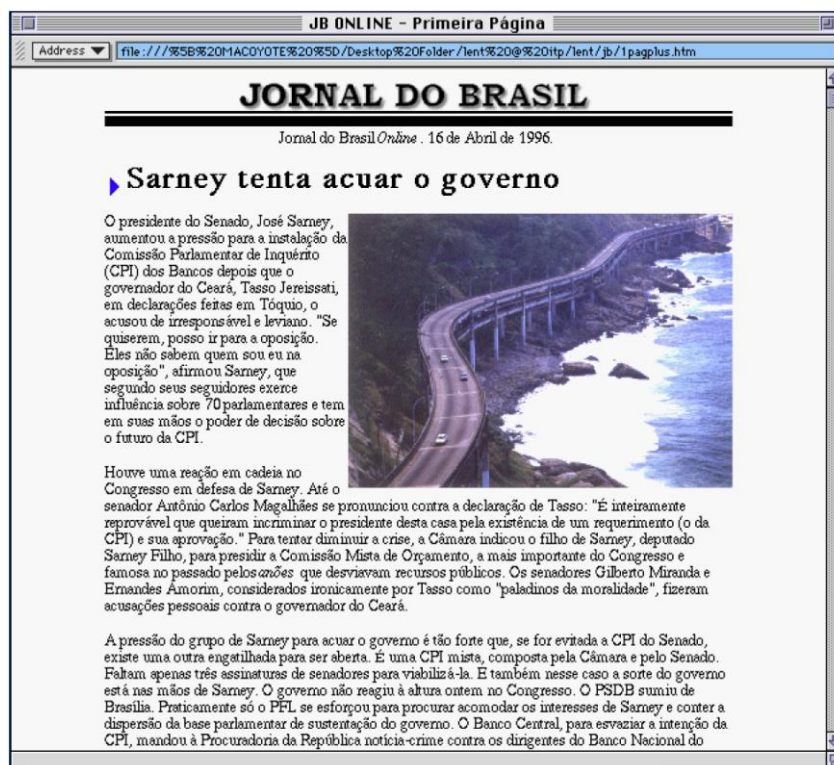 JB ONLINE - Primeira Página
Address
file:///%5B%20MACOYOTE%20%5D/Desktop%20Folder/lent%20@%20itp/lent/jb/1pagplus.htm
JORNAL DO BRASIL
Jornal do Brasil Online . 16 de Abril de 1996.
Sarney tenta acuar o governo
O presidente do Senado, José Sarney,
aumentou a pressão para a instalação da
Comissão Parlamentar de Inquérito
(CPI) dos Bancos depois que o
governador do Ceará, Tasso Jereissati,
em declarações feitas em Tóquio, o
acusou de irresponsável e leviano. "Se
quiserem, posso ir para a oposição.
Eles não sabem quem sou eu na
oposição", afirmou Sarney, que
segundo seus seguidores exerce
influência sobre 70 parlamentares e tem
em suas mãos o poder de decisão sobre
o futuro da CPI.
Houve uma reação em cadeia no
Congresso em defesa de Sarney. Até o
senador Antônio Carlos Magalhães se pronunciou contra a declaração de Tasso: "É inteiramente
reprovável que queiram incriminar o presidente desta casa pela existência de um requerimento (o da
CPI) e sua aprovação." Para tentar diminuir a crise, a Câmara indicou o filho de Sarney, deputado
Sarney Filho, para presidir a Comissão Mista de Orçamento, a mais importante do Congresso e
famosa no passado pelos anões que desviavam recursos públicos. Os senadores Gilberto Miranda e
Ernandes Amorim, considerados ironicamente por Tasso como "paladinos da moralidade", fizeram
acusações pessoais contra o governador do Ceará.
A pressão do grupo de Sarney para acuar o governo é tão forte que, se for evitada a CPI do Senado,
existe uma outra engatilhada para ser aberta. É uma CPI mista, composta pela Câmara e pelo Senado.
Faltam apenas três assinaturas de senadores para viabilizá-la. E também nesse caso a sorte do governo
está nas mãos de Sarney. O governo não reagiu à altura ontem no Congresso. O PSDB sumiu de
Brasília. Praticamente só o PFL se esforçou para procurar acomodar os interesses de Sarney e conter a
dispersão da base parlamentar de sustentação do governo. O Banco Central, para esvaziar a intenção da
CPI, mandou à Procuradoria da República notícia-crime contra os dirigentes do Banco Nacional do